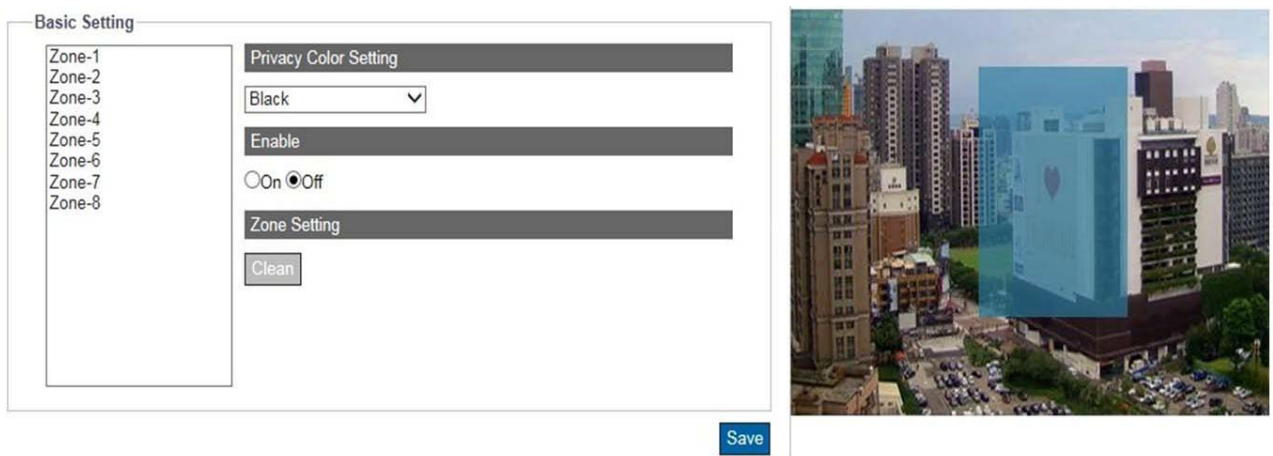 Basic Setting
Zone-1
Zone-2
Zone-3
Zone-4
Zone-5
Zone-6
Zone-7
Zone-8
Privacy Color Setting
Black
Enable
On Off
Zone Setting
Clean
Save